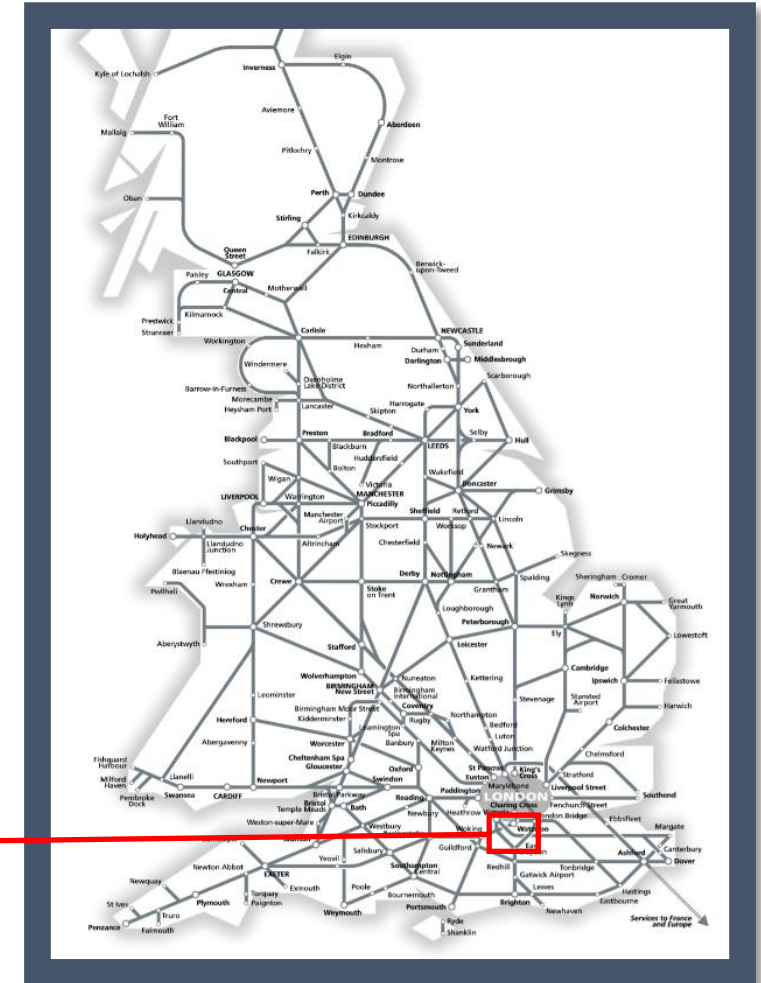 Elgin
Inverness
Kyle of Lochalsh
Aviemore
Fort
William
Mallaig
Aberdeen
Pitlochry
Montrose
Perth
Dundee
Oban
Stirling
Kirkcaldy
EDINBURGH
Queen
Street
Falkirk
GLASGOW
Paisley
Central
Motherwell
Berwick-
upon-Tweed
Prestwick
Kilmarnock
Stranraer
Carlisle
NEWCASTLE
Workington
Hexham
Durham
Sunderland
Darlington
Middlesbrough
Windermere
Scarborough
Oxenholme
Lake District
Northallerton
Barrow-in-Furness
Morecambe
Heysham Port
Lancaster
Harrogate
Skipton
York
Blackpool
Preston
Bradford
Selby
Blackburn
LEEDS
Hull
Huddersfield
Southport
Bolton
Wakefield
Wigan
Victoria
Doncaster
LIVERPOOL
Warrington
MANCHESTER
Piccadilly
Grimsby
Manchester
Airport
Sheffield
Retford
Llandudno
Chester
Stockport
Worksop
Lincoln
Holyhead
Llandudno
Junction
Altrincham
Chesterfield
Newark
Skegness
Blaenau Ffestiniog
Wrexham
Crewe
Stoke
on Trent
Derby
Nottingham
Grantham
Spalding
Sheringham
Cromer
Pwllheli
Kings
Lynn
Norwich
Great
Yarmouth
Loughborough
Peterborough
Ely
Lowestoft
Aberystwyth
Shrewsbury
Stafford
Leicester
Wolverhampton
BIRMINGHAM
New Street
Nuneaton
Birmingham
International
Kettering
Cambridge
Ipswich
Felixstowe
Leominster
Birmingham Moor Street
Coventry
Stevenage
Stansted
Airport
Harwich
Hereford
Kidderminster
Rugby
Northampton
Leamington
Spa
Bedford
Colchester
Abergavenny
Worcester
Banbury
Milton
Keynes
Luton
Watford Junction
Chelmsford
Fishguard
Harbour
Cheltenham Spa
Gloucester
Oxford
St Pancras
King's
Cross
Stratford
Milford
Haven
Llanelli
Newport
Swindon
Euston
Marylebone
Liverpool Street
Pembroke
Dock
Swansea
CARDIFF
Bristol Parkway
Paddington
LONDON
Southend
Bristol
Temple Meads
Bath
Reading
Charing Cross
Fenchurch Street
Newbury
Heathrow
London Bridge
Ebbsfleet
Weston-super-Mare
Westbury
Woking
Waterloo
Margate
Taunton
Salisbury
Guildford
East
Croydon
Ashford
Canterbury
Newton Abbot
Yeovil
Southampton
Central
Redhill
Tonbridge
Dover
Newquay
EXETER
Gatwick Airport
St Ives
Torquay
Paignton
Exmouth
Poole
Bournemouth
Lewes
Hastings
Truro
Plymouth
Weymouth
Portsmouth
Brighton
Newhaven
Eastbourne
Penzance
Falmouth
Ryde
Shanklin
Services to France
and Europe